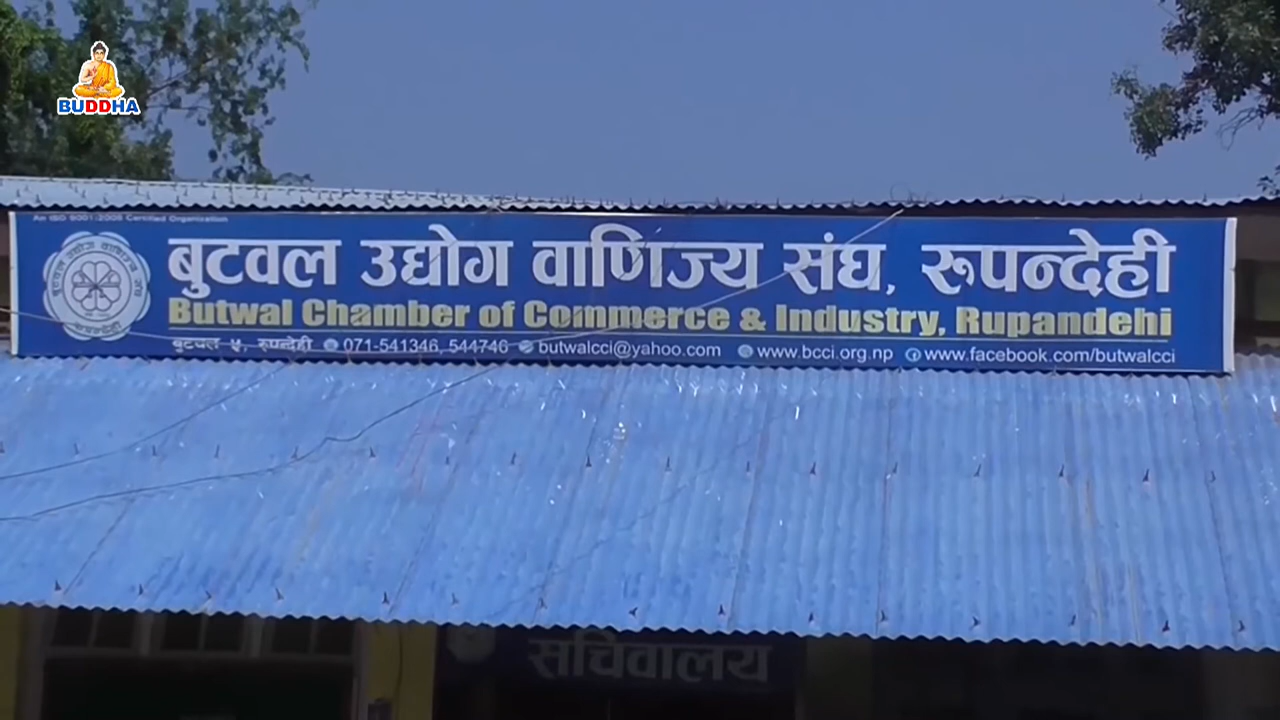 BUDDHA
An ISO 9001:2008 Certified Organization
बुटवल उद्योग वाणिज्य संघ, रुपन्देही
Butwal Chamber of Commerce & Industry, Rupandehi
बुटवल ५, रुपन्देही 071-541346, 544746 butwalcci@yahoo.com www.bcci.org.np www.facebook.com/butwalcci
सचिवालय